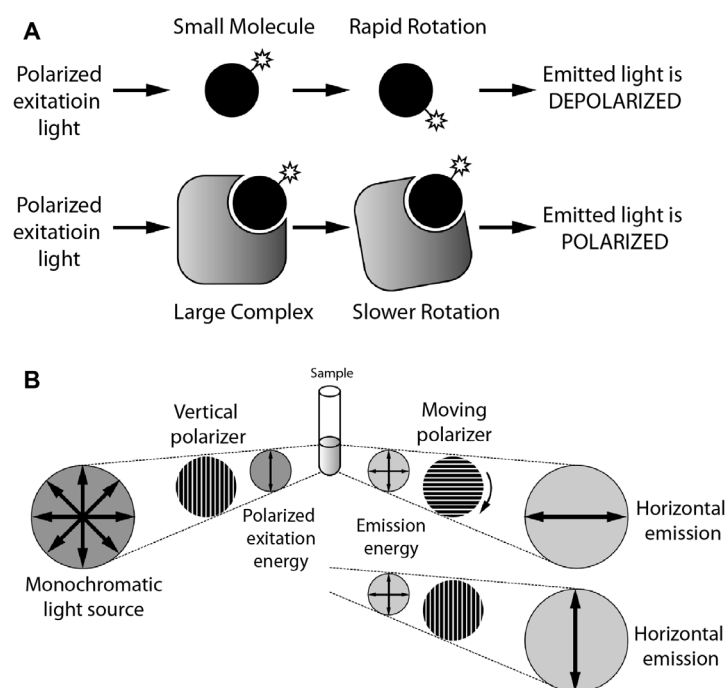 A
Small Molecule
Rapid Rotation
Polarized
exitatioin
light
Emitted light is
DEPOLARIZED
Polarized
exitatioin
light
Emitted light is
POLARIZED
Large Complex
Slower Rotation
B
Sample
Vertical
polarizer
Moving
polarizer
Polarized
exitation
energy
Emission
energy
Horizontal
emission
Monochromatic
light source
Horizontal
emission